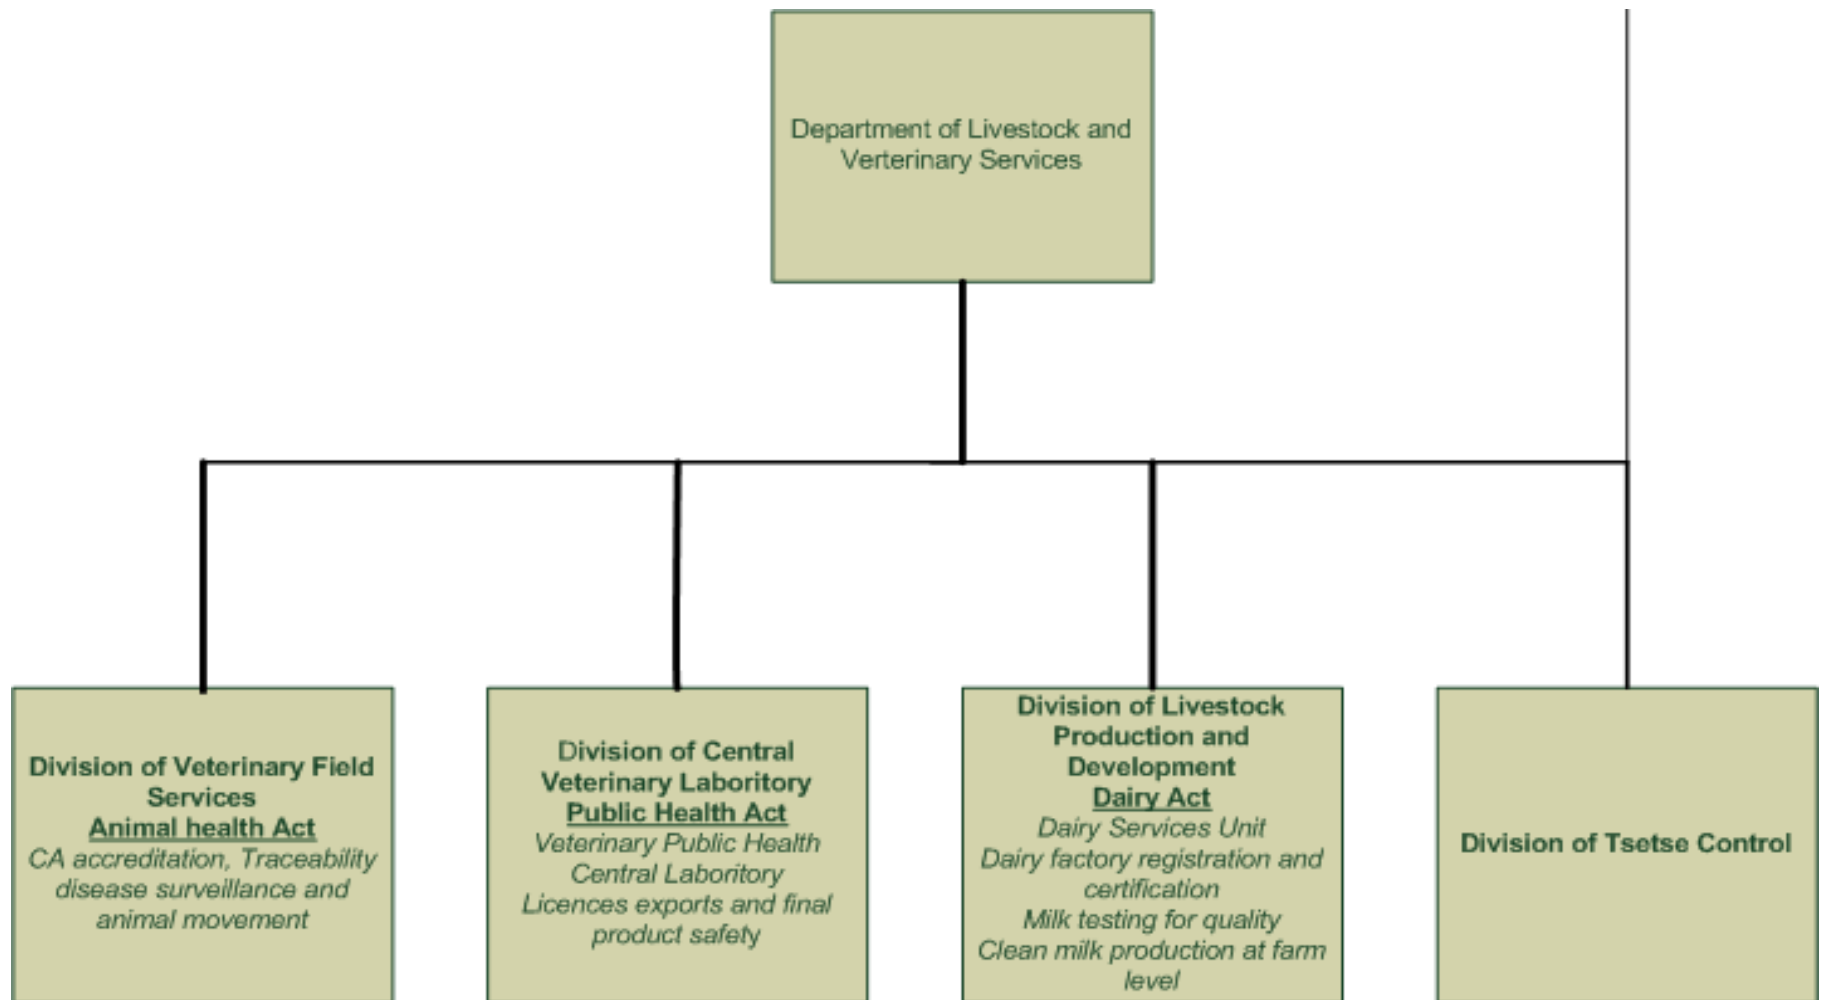 Department of Livestock and
Verterinary Services
Division of Veterinary Field
Services
Animal health Act
CA accreditation, Traceability
disease surveillance and
animal movement
Division of Central
Veterinary Laboritory
Public Health Act
Veterinary Public Health
Central Laboritory
Licences exports and final
product safety
Division of Livestock
Production and
Development
Dairy Act
Dairy Services Unit
Dairy factory registration and
certification
Milk testing for quality
Clean milk production at farm
level
Division of Tsetse Control